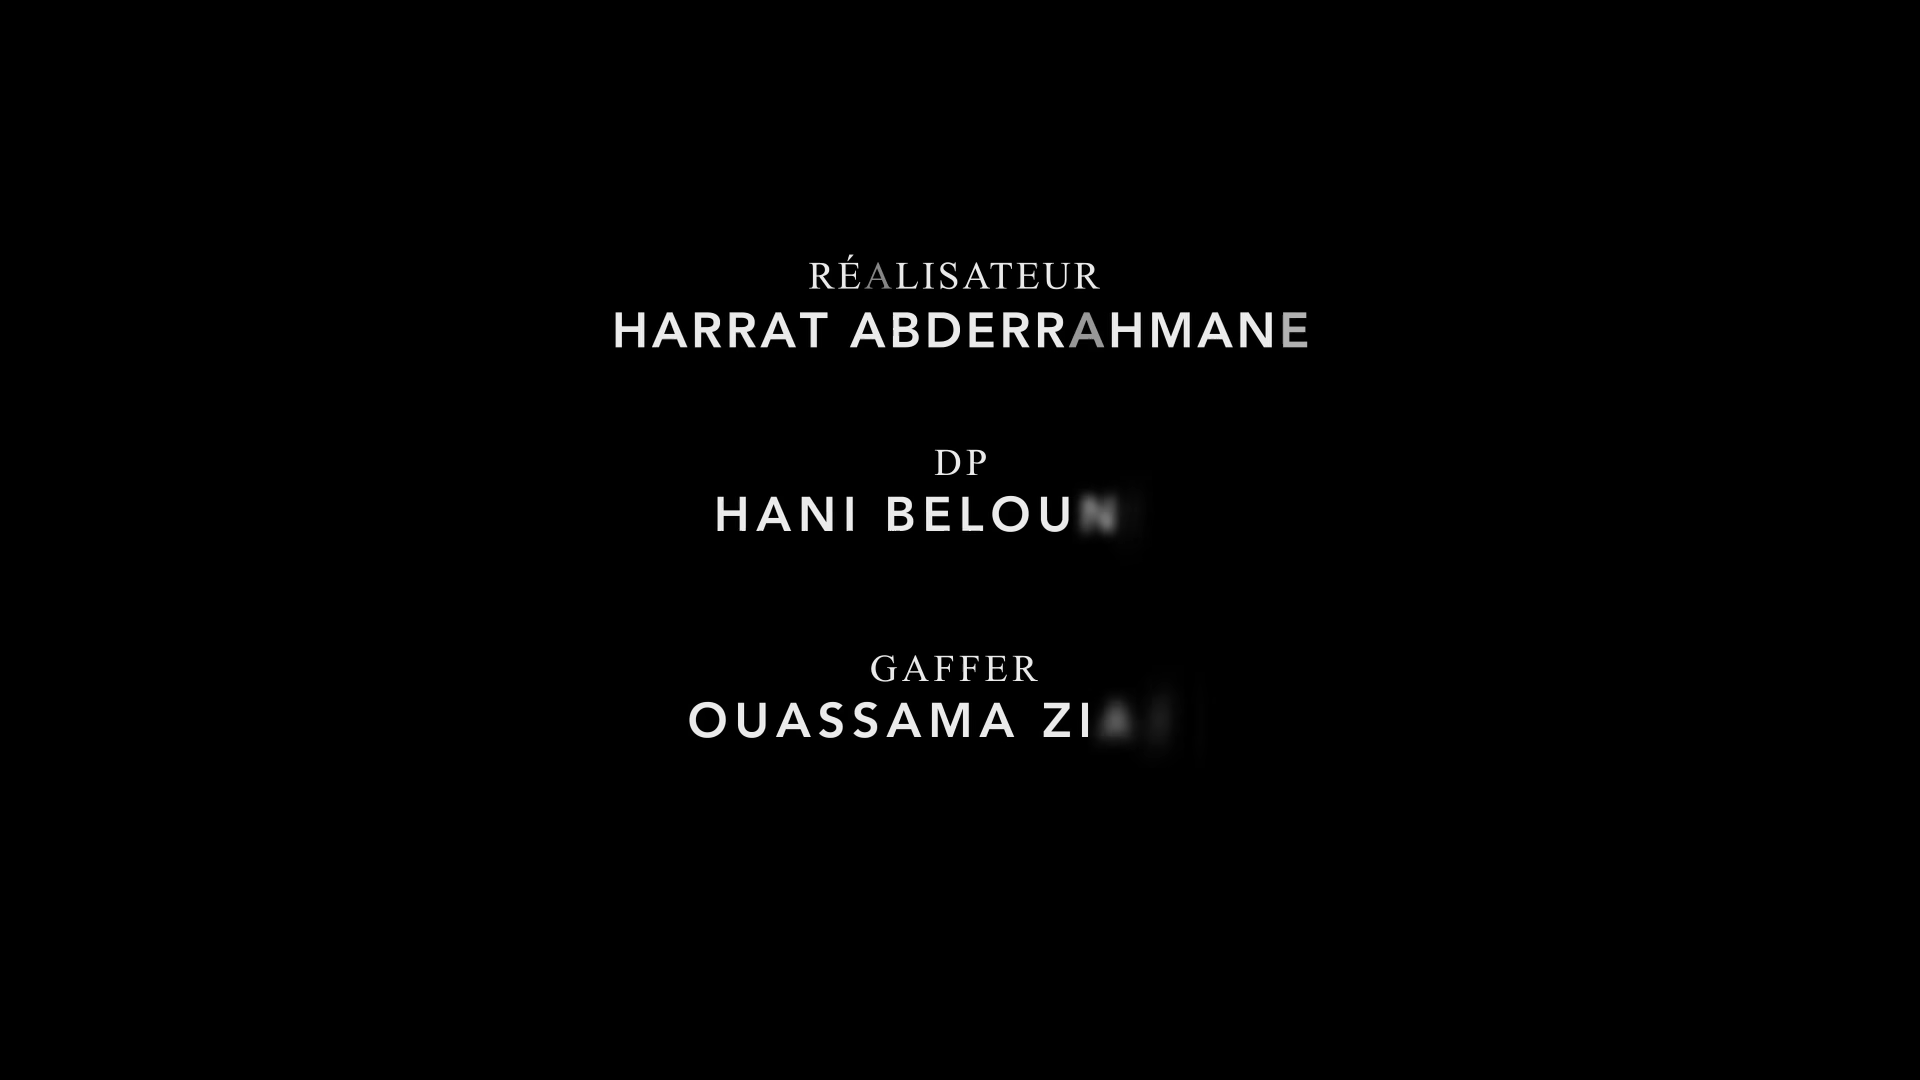 RÉALISATEUR
HARRAT ABDERRAHMANE
DP
HANI
GAFFER
OUASSAMA